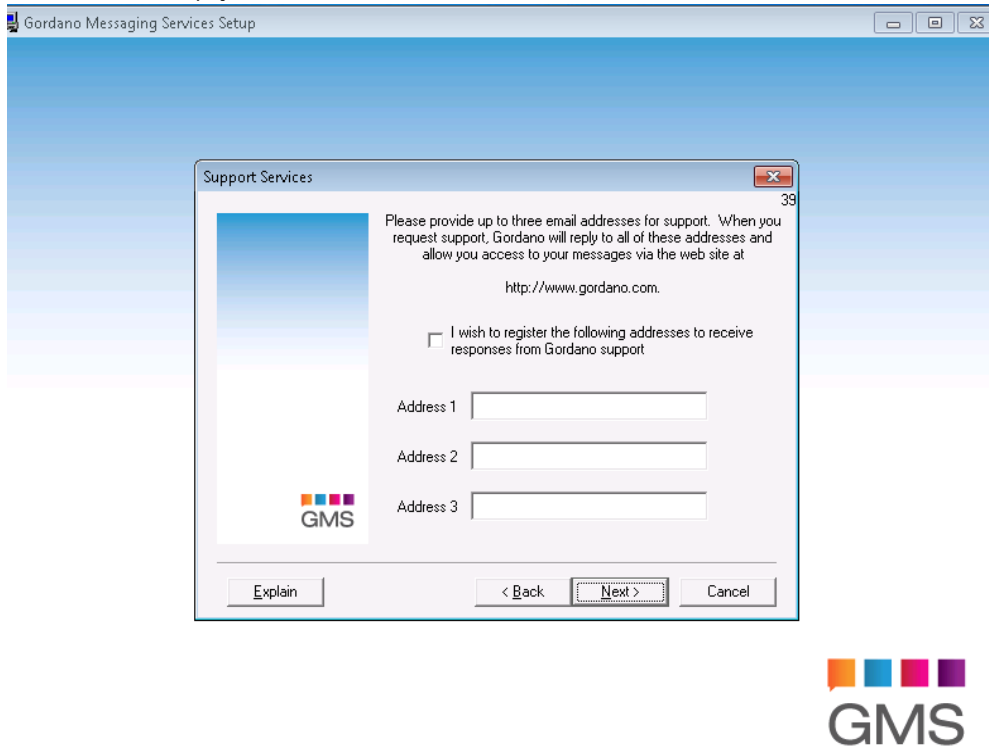 Gordano Messaging Services Setup
Support Services
39
Please provide up to three email addresses for support. When you
request support, Gordano will reply to all of these addresses and
allow you access to your messages via the web site at
http://www.gordano.com.
I wish to register the following addresses to receive
responses from Gordano support
Address 1
Address 2
Address 3
GMS
Explain
< Back
Next >
Cancel
GMS